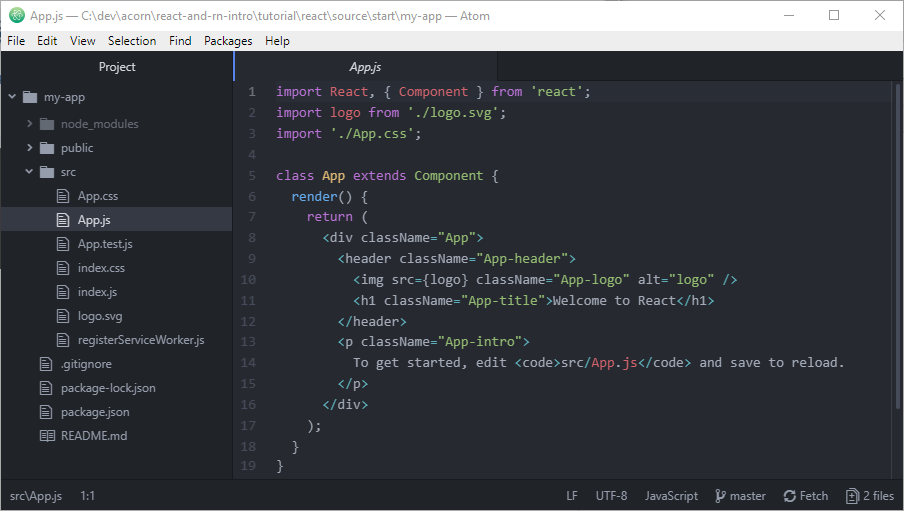 App.js — C:\dev\acorn\react-and-rn-intro\tutorial\react\source\start\my-app — Atom
File Edit View Selection Find Packages Help
Project
my-app
node_modules
public
src
App.css
App.js
App.test.js
index.css
index.js
logo.svg
registerServiceWorker.js
.gitignore
package-lock.json
package.json
README.md
App.js
1 import React, { Component } from 'react';
2 import logo from './logo.svg';
3 import './App.css';
4
5 class App extends Component {
6   render() {
7     return (
8       <div className="App">
9         <header className="App-header">
10           <img src={logo} className="App-logo" alt="logo" />
11           <h1 className="App-title">Welcome to React</h1>
12         </header>
13         <p className="App-intro">
14           To get started, edit <code>src/App.js</code> and save to reload.
15         </p>
16       </div>
17     );
18   }
19 }
src\App.js 1:1 LF UTF-8 JavaScript master Fetch 2 files